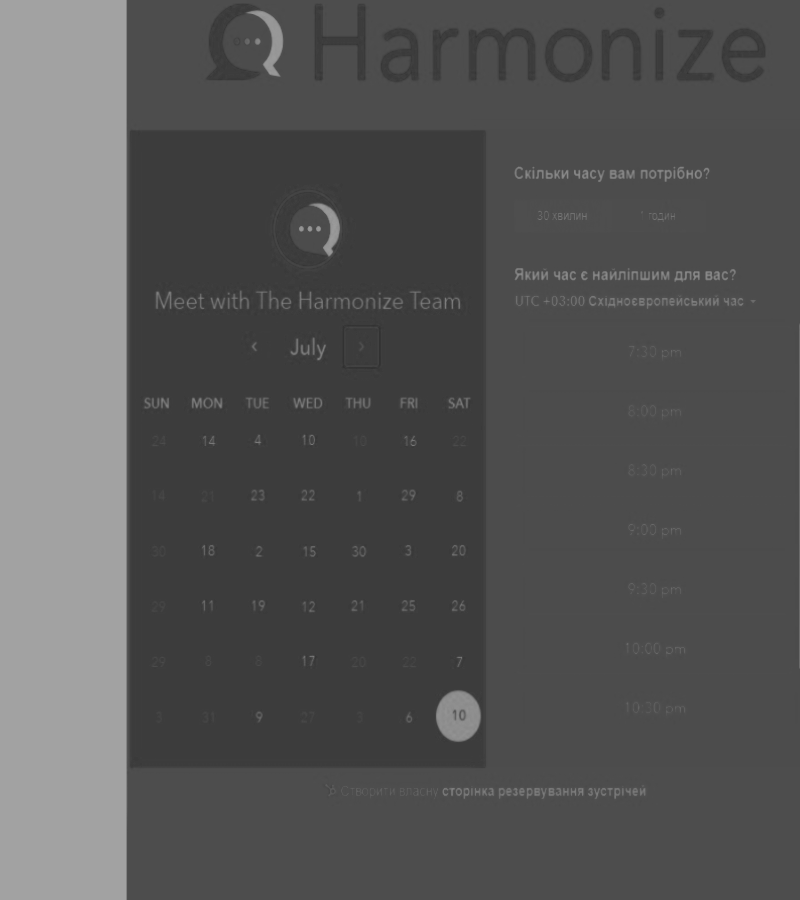 Harmonize
Meet with The Harmonize Team
‹ July ›
SUN MON TUE WED THU FRI SAT
24 14 4 10 10 16 22
14 21 23 22 1 29 8
30 18 2 15 30 3 20
29 11 19 12 21 25 26
29 8 6 17 20 22 7
3 31 9 27 3 6 10
Скільки часу вам потрібно?
30 хвилин 1 годин
Який час є найліпшим для вас?
UTC +03:00 Східноєвропейський час
7:30 pm
8:00 pm
8:30 pm
9:00 pm
9:30 pm
10:00 pm
10:30 pm
Створити власну сторінка резервування зустрічей